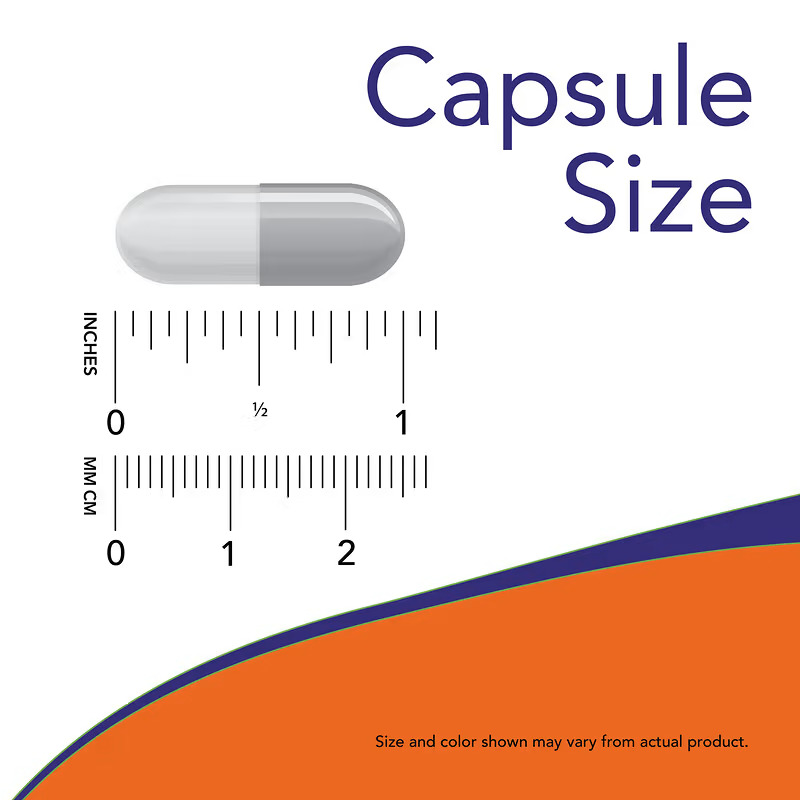 Capsule
Size
INCHES
0
½
1
MM CM
0
1
2
Size and color shown may vary from actual product.